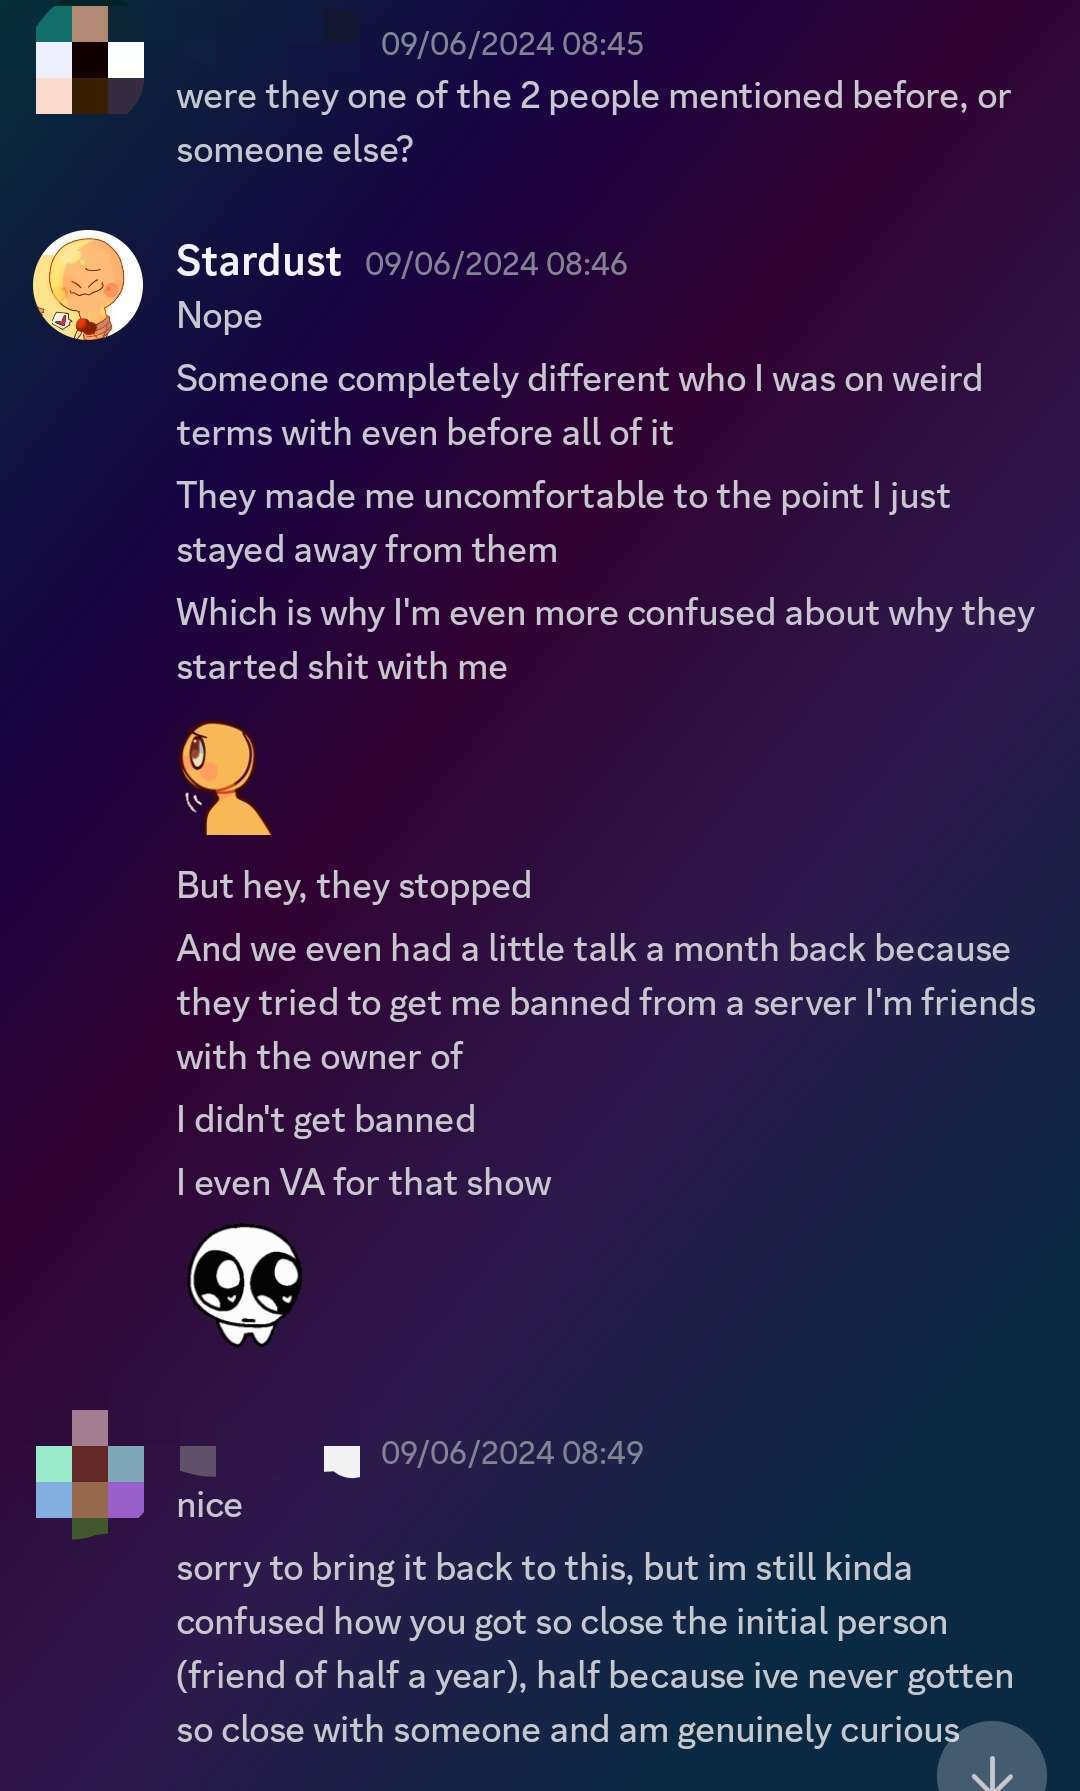 09/06/2024 08:45
were they one of the 2 people mentioned before, or
someone else?
Stardust 09/06/2024 08:46
Nope
Someone completely different who I was on weird
terms with even before all of it
They made me uncomfortable to the point I just
stayed away from them
Which is why I'm even more confused about why they
started shit with me
But hey, they stopped
And we even had a little talk a month back because
they tried to get me banned from a server I'm friends
with the owner of
I didn't get banned
I even VA for that show
09/06/2024 08:49
nice
sorry to bring it back to this, but im still kinda
confused how you got so close the initial person
(friend of half a year), half because ive never gotten
so close with someone and am genuinely curious